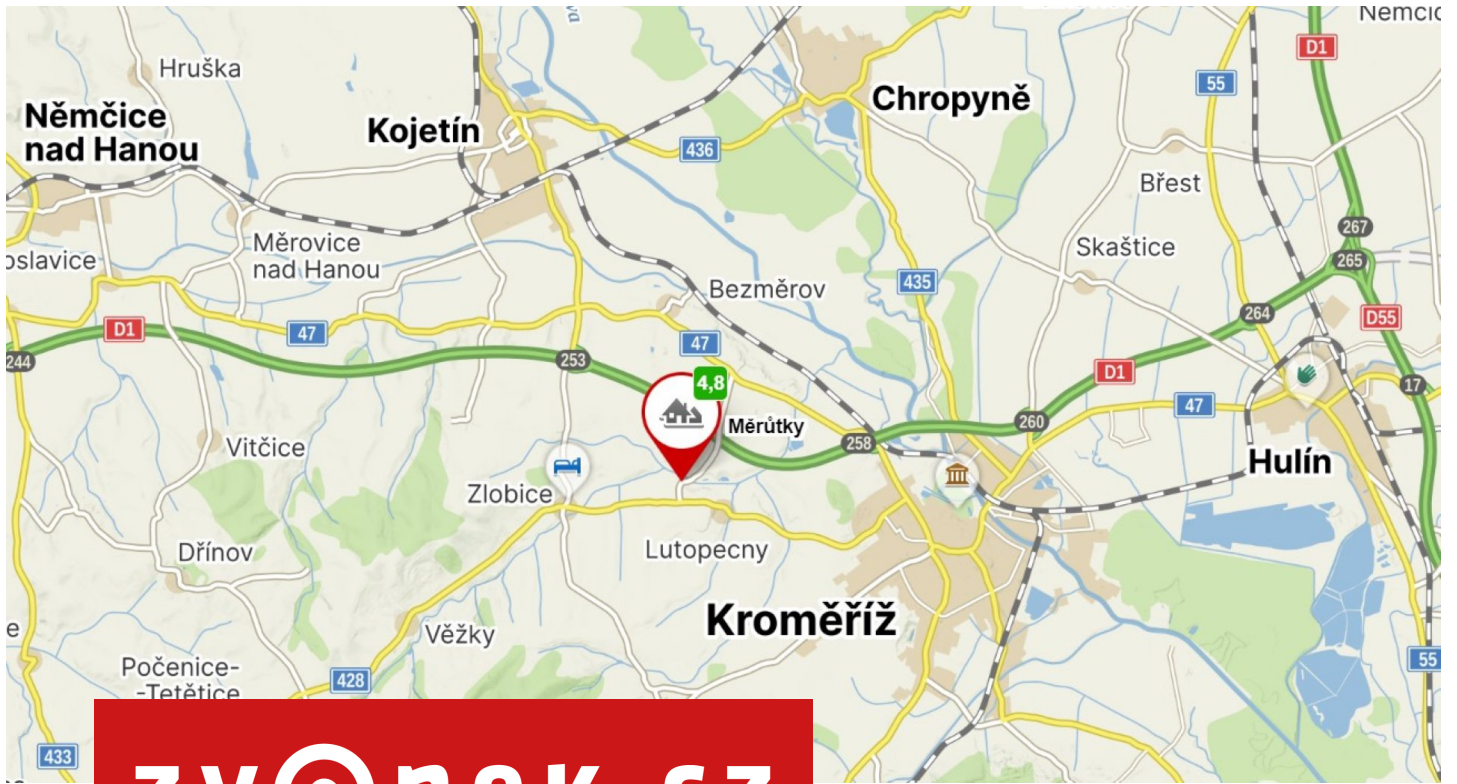 Hruška
Němčice
nad Hanou
Kojetín
Chropyně
D1
55
436
Břest
Měrovice
nad Hanou
Skaštice
267
265
Bezměrov
435
D1
47
47
264
D55
244
253
4,8
D1
17
Měrůtky
47
258
260
Vitčice
Zlobice
Hulín
Dřínov
Lutopecny
Kroměříž
Věžky
Počenice-
-Tetětice
428
55
433